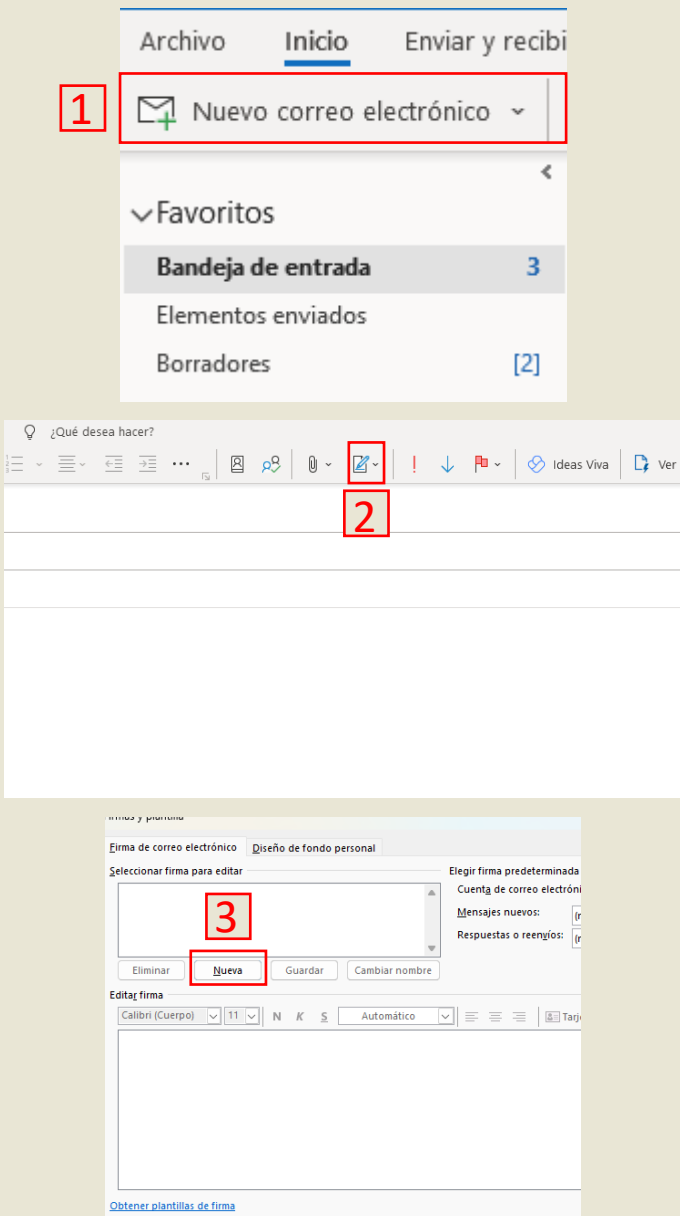 Archivo Inicio Enviar y recibi
1 Nuevo correo electrónico
Favoritos
Bandeja de entrada 3
Elementos enviados
Borradores [2]
¿Qué desea hacer?
Ideas Viva Ver
2
Firmas y plantilla
Firma de correo electrónico Diseño de fondo personal
Seleccionar firma para editar Elegir firma predeterminada
Cuenta de correo electróni
Mensajes nuevos: (n
Respuestas o reenvíos: (n
3
Eliminar Nueva Guardar Cambiar nombre
Editar firma
Calibri (Cuerpo) 11 N K S Automático Tarj
Obtener plantillas de firma